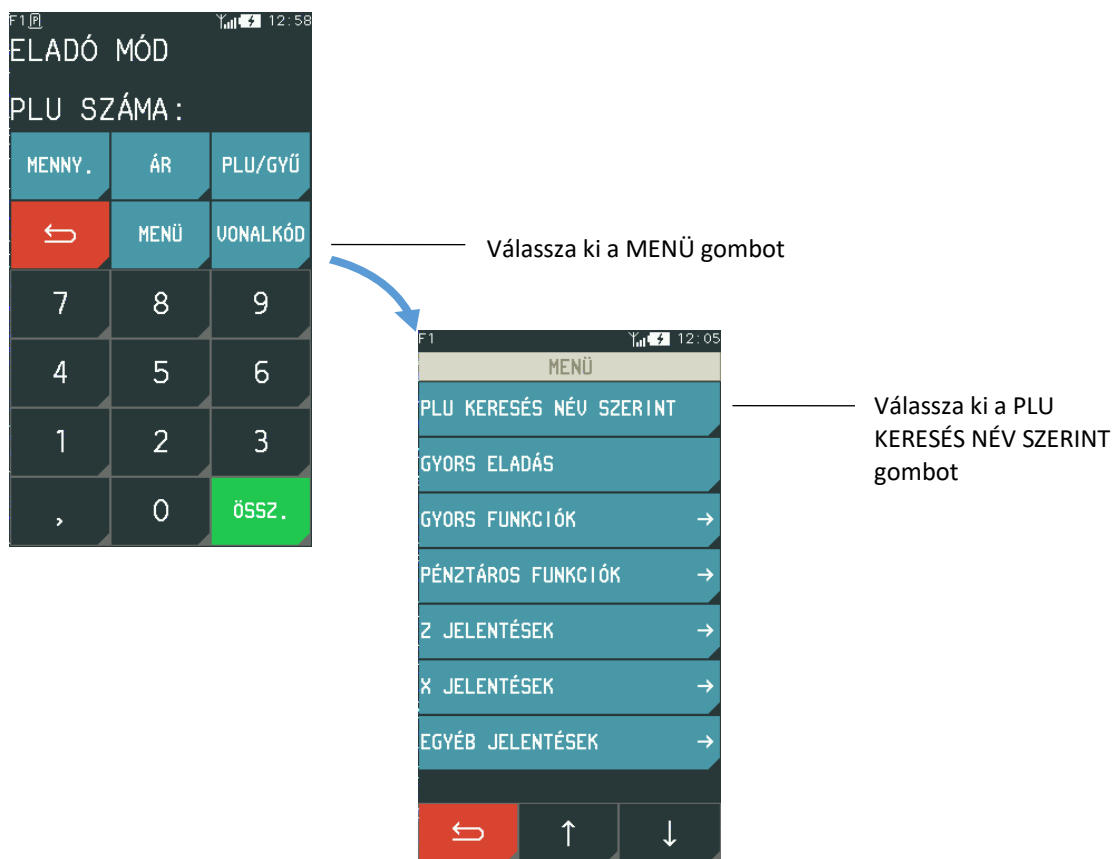 F1 P 12:58
ELADÓ MÓD
PLU SZÁMA:
MENNY. ÁR PLU/GYŰ
MENÜ VONALKÓD
7 8 9
4 5 6
1 2 3
, 0 ÖSSZ.
Válassza ki a MENÜ gombot
F1 12:05
MENÜ
PLU KERESÉS NÉV SZERINT
GYORS ELADÁS
GYORS FUNKCIÓK →
PÉNZTÁROS FUNKCIÓK →
Z JELENTÉSEK →
X JELENTÉSEK →
EGYÉB JELENTÉSEK →
↑ ↓
Válassza ki a PLU
KERESÉS NÉV SZERINT
gombot